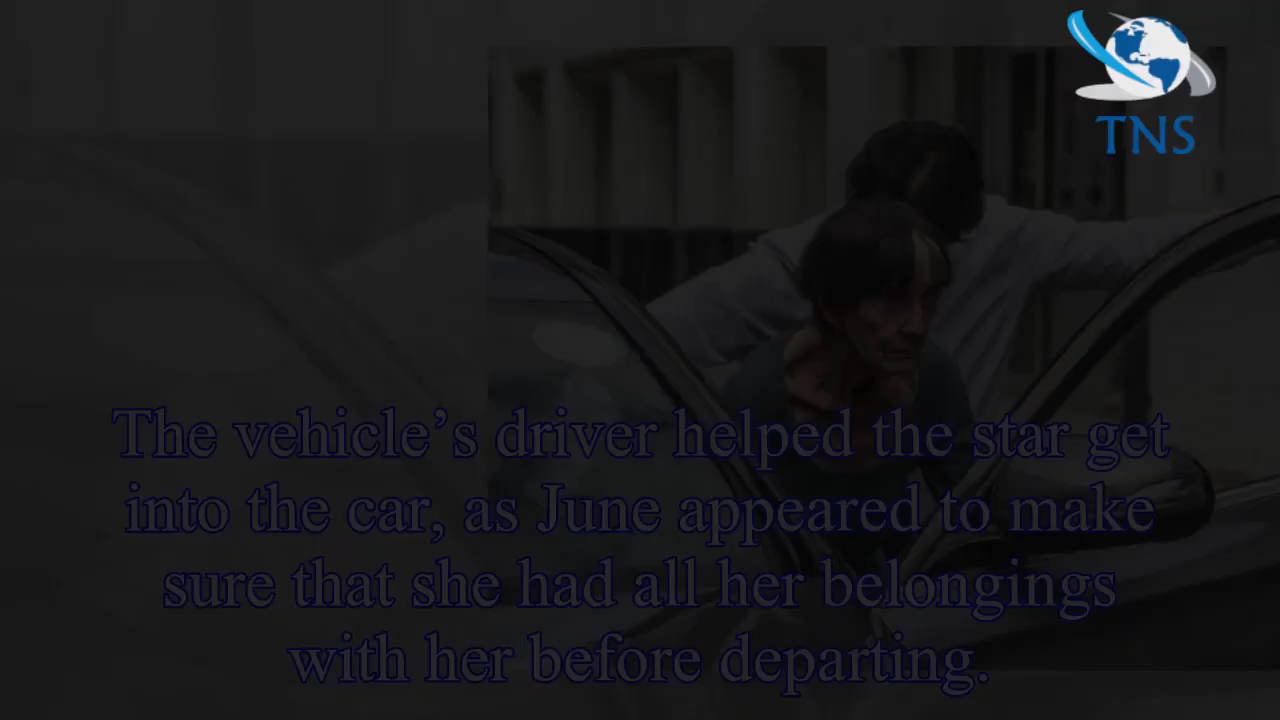 TNS
The vehicle’s driver helped the star get
into the car, as June appeared to make
sure that she had all her belongings
with her before departing.